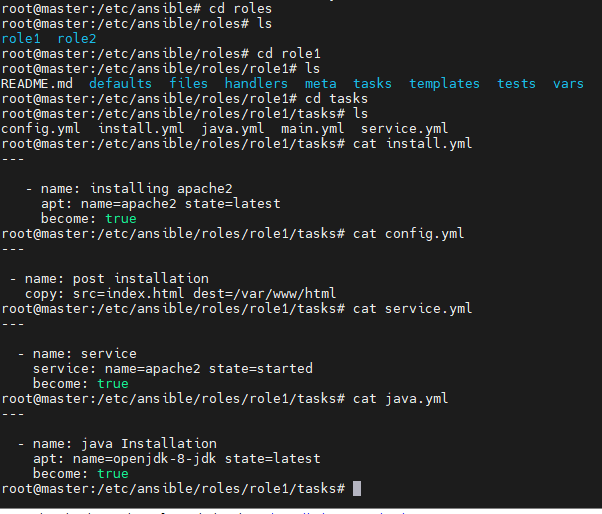 root@master:/etc/ansible# cd roles
root@master:/etc/ansible/roles# ls
role1  role2
root@master:/etc/ansible/roles# cd role1
root@master:/etc/ansible/roles/role1# ls
README.md  defaults  files  handlers  meta  tasks  templates  tests  vars
root@master:/etc/ansible/roles/role1# cd tasks
root@master:/etc/ansible/roles/role1/tasks# ls
config.yml  install.yml  java.yml  main.yml  service.yml
root@master:/etc/ansible/roles/role1/tasks# cat install.yml
---
   - name: installing apache2
     apt: name=apache2 state=latest
     become: true
root@master:/etc/ansible/roles/role1/tasks# cat config.yml
---
 - name: post installation
   copy: src=index.html dest=/var/www/html
root@master:/etc/ansible/roles/role1/tasks# cat service.yml
---
  - name: service
    service: name=apache2 state=started
    become: true
root@master:/etc/ansible/roles/role1/tasks# cat java.yml
---
  - name: java Installation
    apt: name=openjdk-8-jdk state=latest
    become: true
root@master:/etc/ansible/roles/role1/tasks#